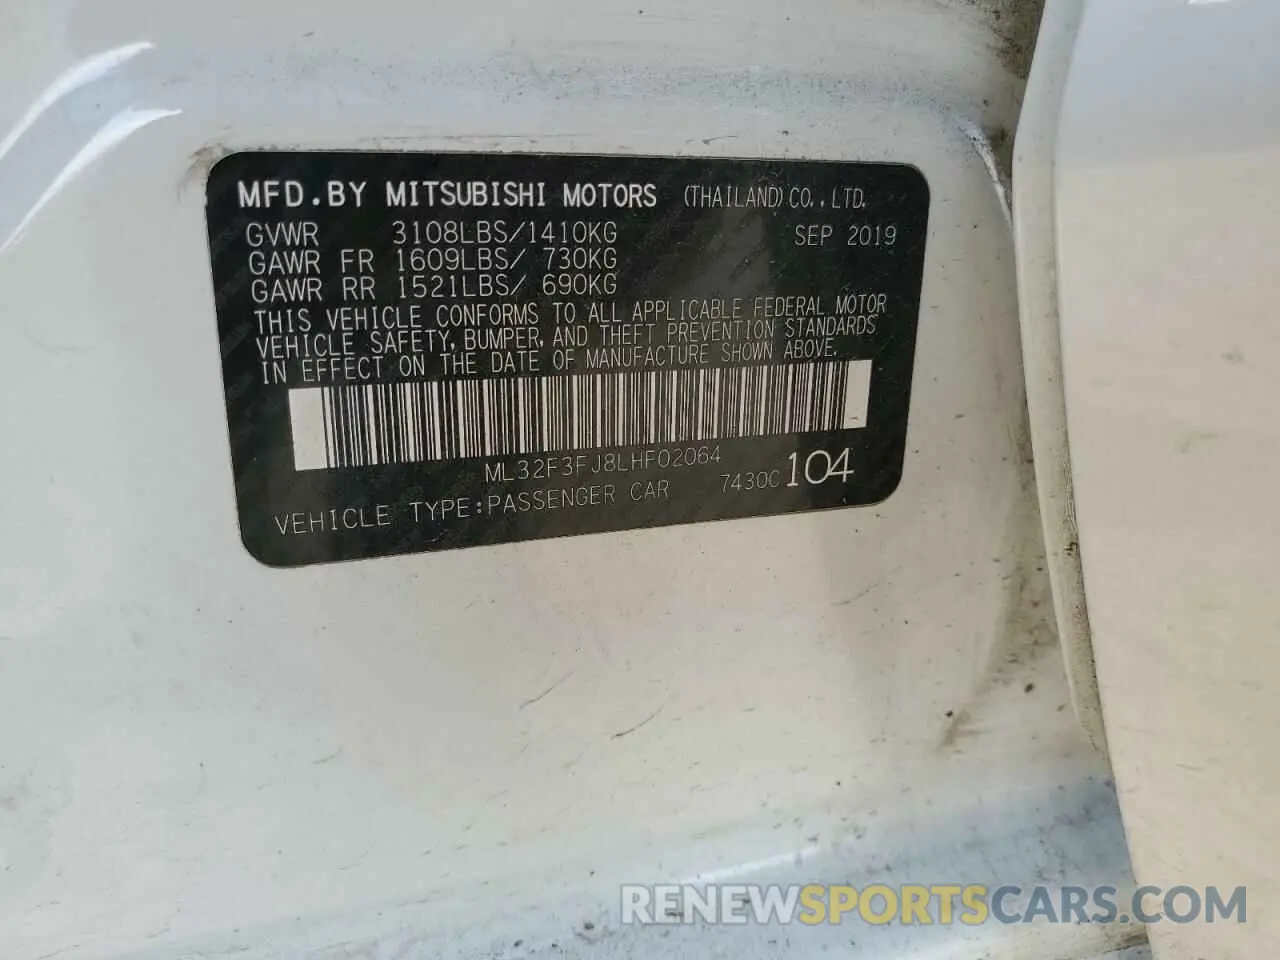 MFD.BY MITSUBISHI MOTORS (THAILAND) CO.,LTD.
GVWR 3108LBS/1410KG SEP 2019
GAWR FR 1609LBS/ 730KG
GAWR RR 1521LBS/ 690KG
THIS VEHICLE CONFORMS TO ALL APPLICABLE FEDERAL MOTOR
VEHICLE SAFETY, BUMPER, AND THEFT PREVENTION STANDARDS
IN EFFECT ON THE DATE OF MANUFACTURE SHOWN ABOVE.
ML32F3FJ8LHF02064
VEHICLE TYPE:PASSENGER CAR 7430C 104
RENEWSPORTSCARS.COM